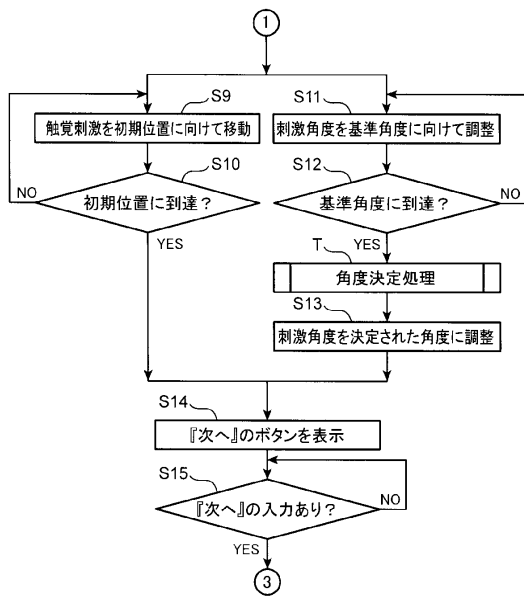 1
S9
触覚刺激を初期位置に向けて移動
S10
初期位置に到達?
NO
YES
S11
刺激角度を基準角度に向けて調整
S12
基準角度に到達?
NO
YES
T
角度決定処理
S13
刺激角度を決定された角度に調整
S14
『次へ』のボタンを表示
S15
『次へ』の入力あり?
NO
YES
3